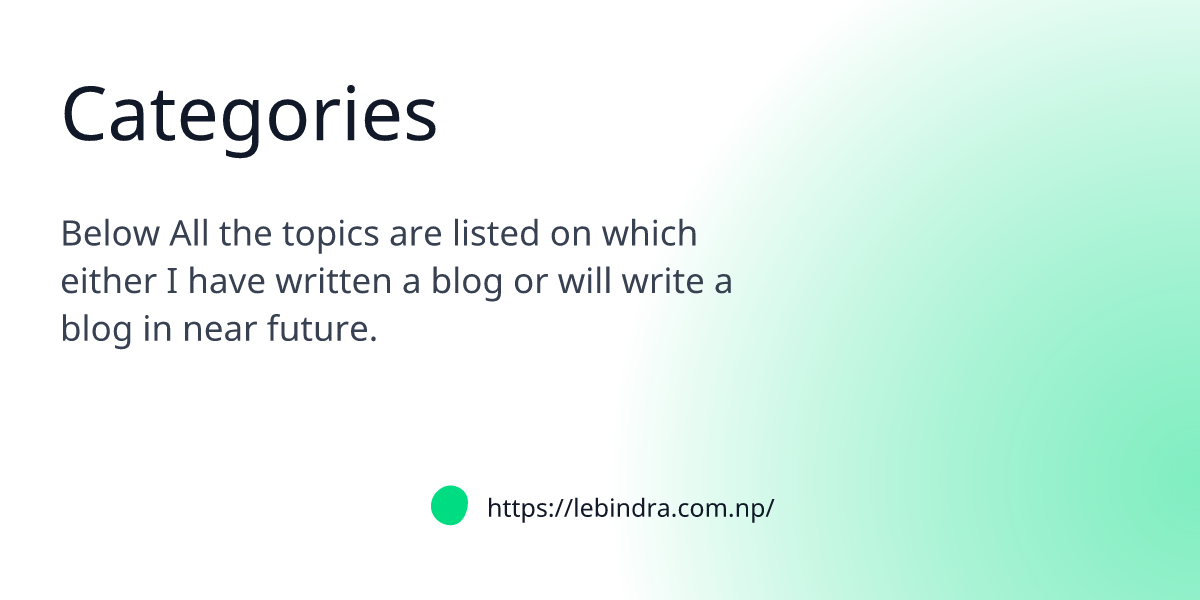 Categories
Below All the topics are listed on which
either I have written a blog or will write a
blog in near future.
https://lebindra.com.np/